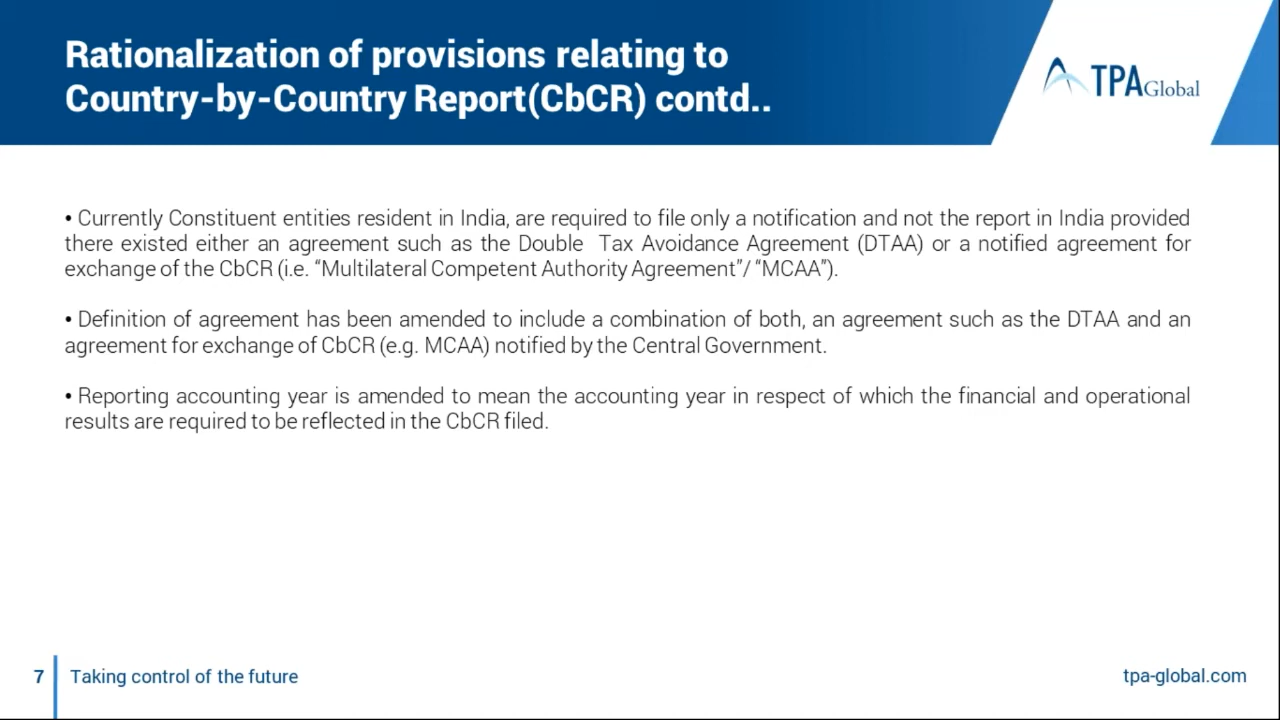 Rationalization of provisions relating to
Country-by-Country Report(CbCR) contd..
TPAGlobal
• Currently Constituent entities resident in India, are required to file only a notification and not the report in India provided
there existed either an agreement such as the Double Tax Avoidance Agreement (DTAA) or a notified agreement for
exchange of the CbCR (i.e. “Multilateral Competent Authority Agreement”/ “MCAA”).
• Definition of agreement has been amended to include a combination of both, an agreement such as the DTAA and an
agreement for exchange of CbCR (e.g. MCAA) notified by the Central Government.
• Reporting accounting year is amended to mean the accounting year in respect of which the financial and operational
results are required to be reflected in the CbCR filed.
7
Taking control of the future
tpa-global.com